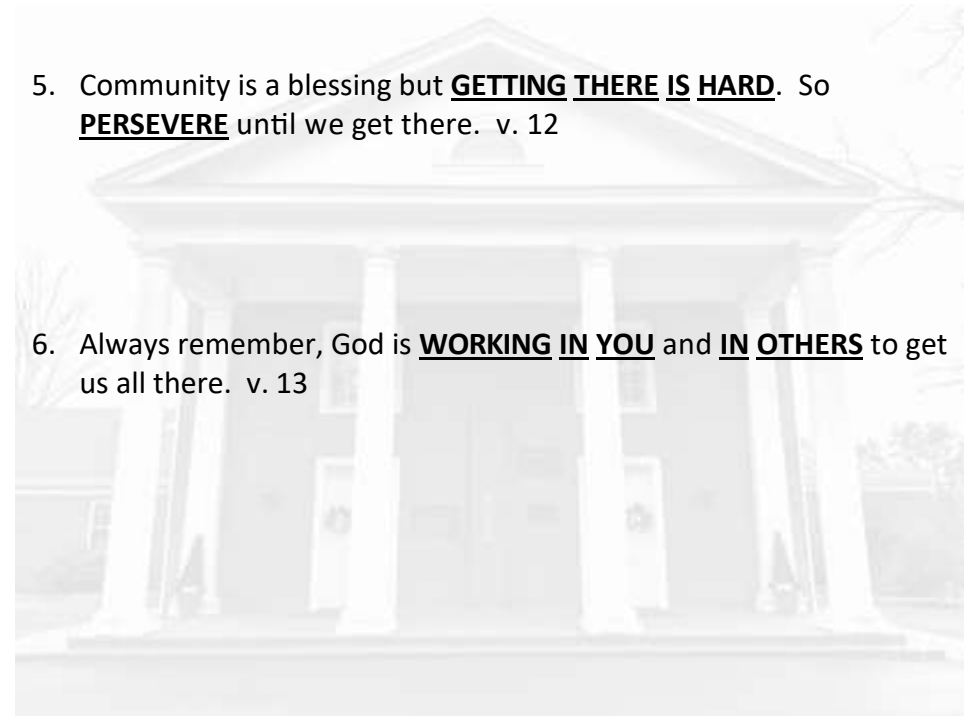 5. Community is a blessing but GETTING THERE IS HARD. So
PERSEVERE until we get there. v. 12
6. Always remember, God is WORKING IN YOU and IN OTHERS to get
us all there. v. 13